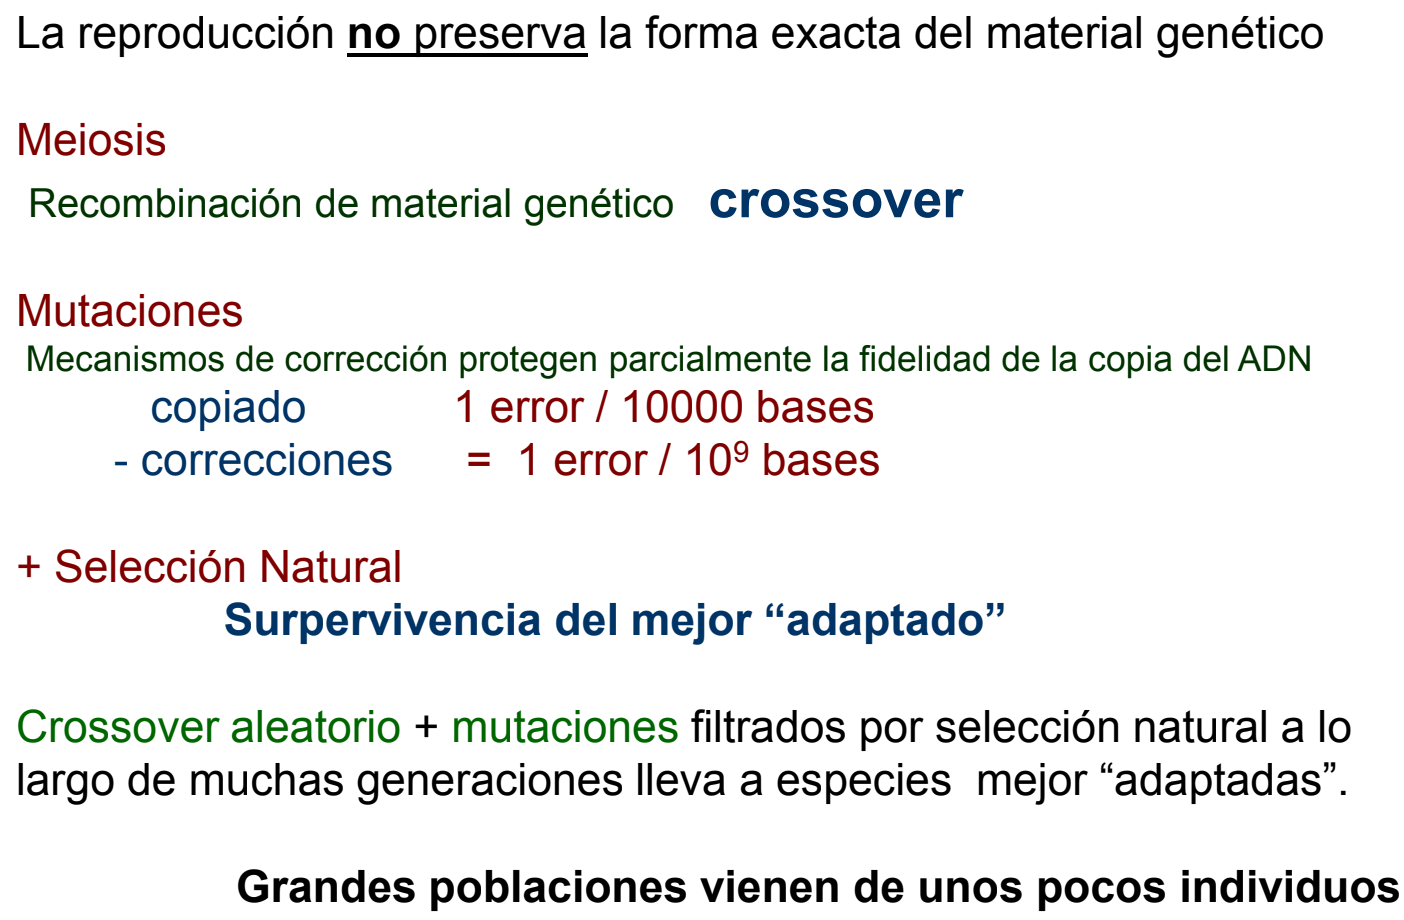 La reproducción no preserva la forma exacta del material genético
Meiosis
Recombinación de material genético crossover
Mutaciones
Mecanismos de corrección protegen parcialmente la fidelidad de la copia del ADN
copiado 1 error / 10000 bases
- correcciones = 1 error / 10⁹ bases
+ Selección Natural
Surpervivencia del mejor “adaptado”
Crossover aleatorio + mutaciones filtrados por selección natural a lo
largo de muchas generaciones lleva a especies mejor “adaptadas”.
Grandes poblaciones vienen de unos pocos individuos